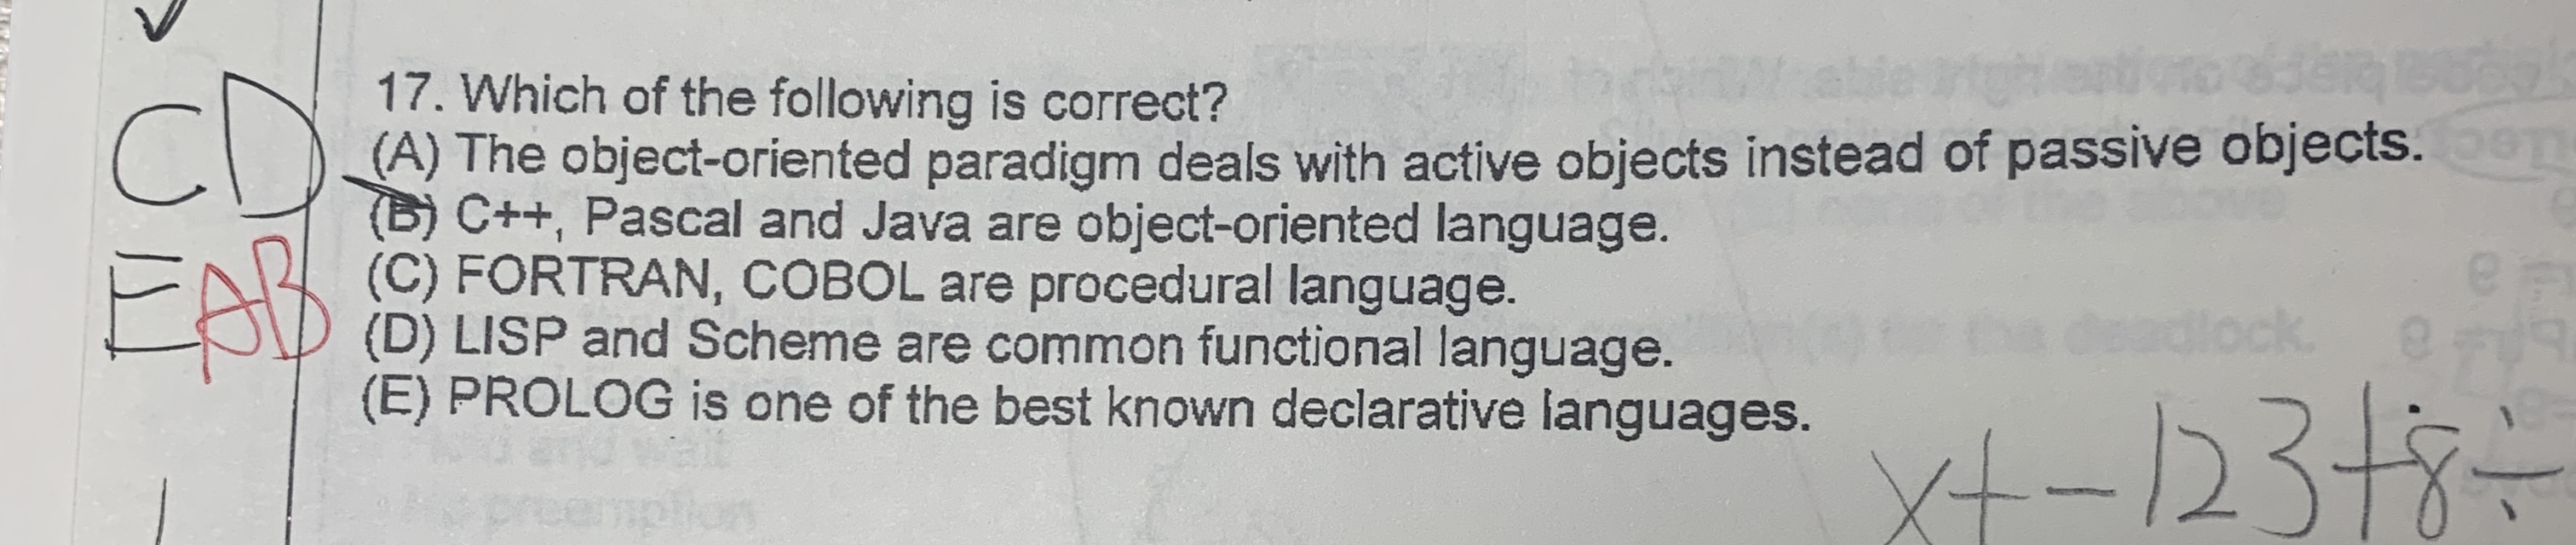 17. Which of the following is correct?
CD
(A) The object-oriented paradigm deals with active objects instead of passive objects.
(B) C++, Pascal and Java are object-oriented language.
EAB
(C) FORTRAN, COBOL are procedural language.
(D) LISP and Scheme are common functional language.
(E) PROLOG is one of the best known declarative languages.
x+-123+8÷